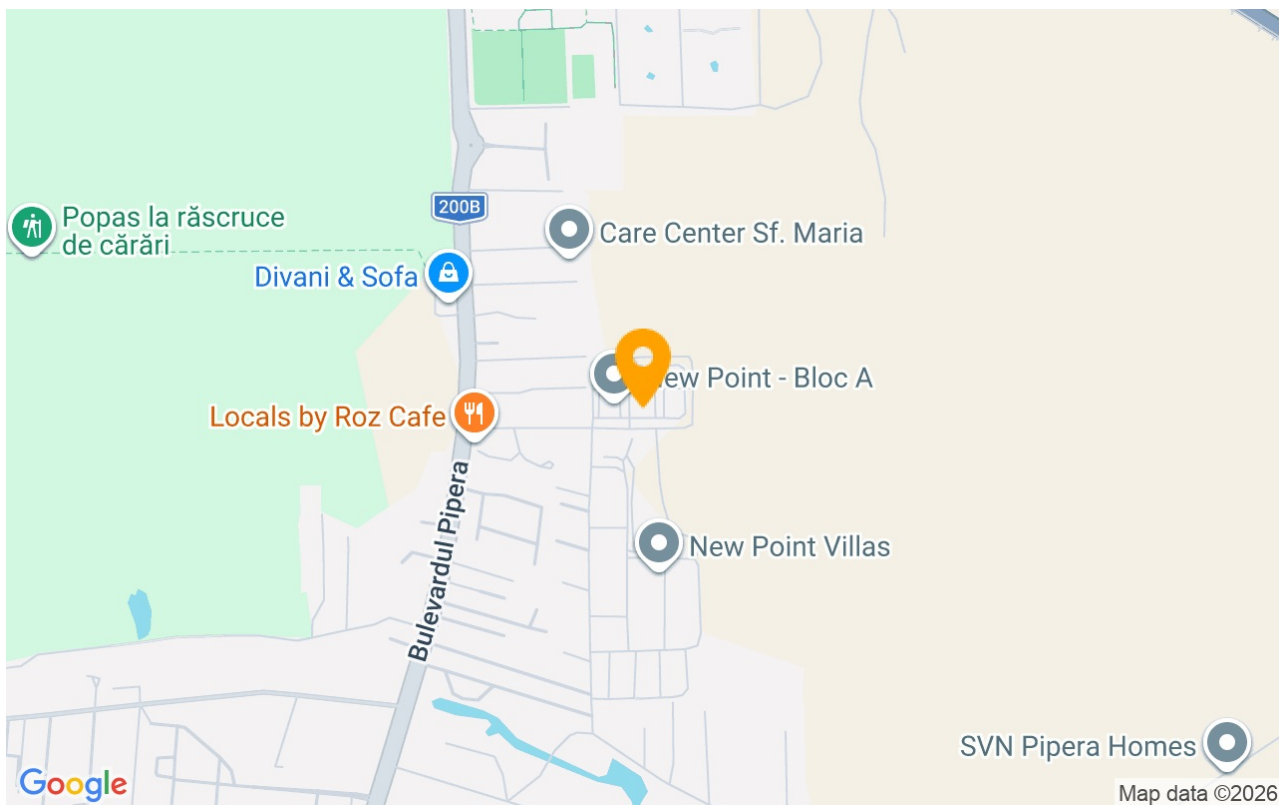 200B
Popas la răscruce
de cărări
Care Center Sf. Maria
Divani & Sofa
New Point - Bloc A
Locals by Roz Cafe
Bulevardul Pipera
New Point Villas
SVN Pipera Homes
Google
Map data ©2026